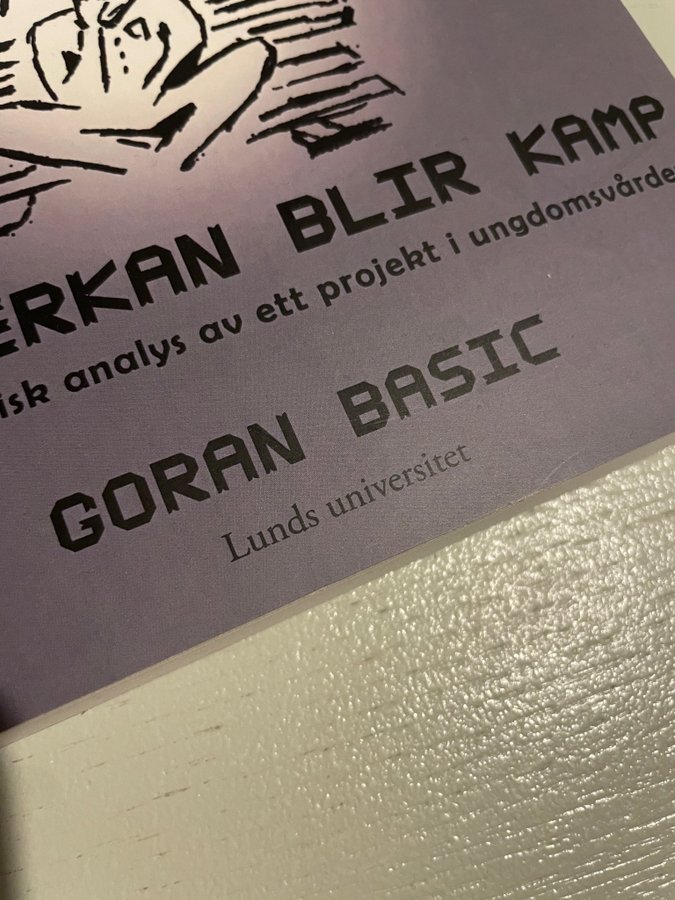 ERKAN BLIR KAMP
isk analys av ett projekt i ungdomsvårde
GORAN BASIC
Lunds universitet